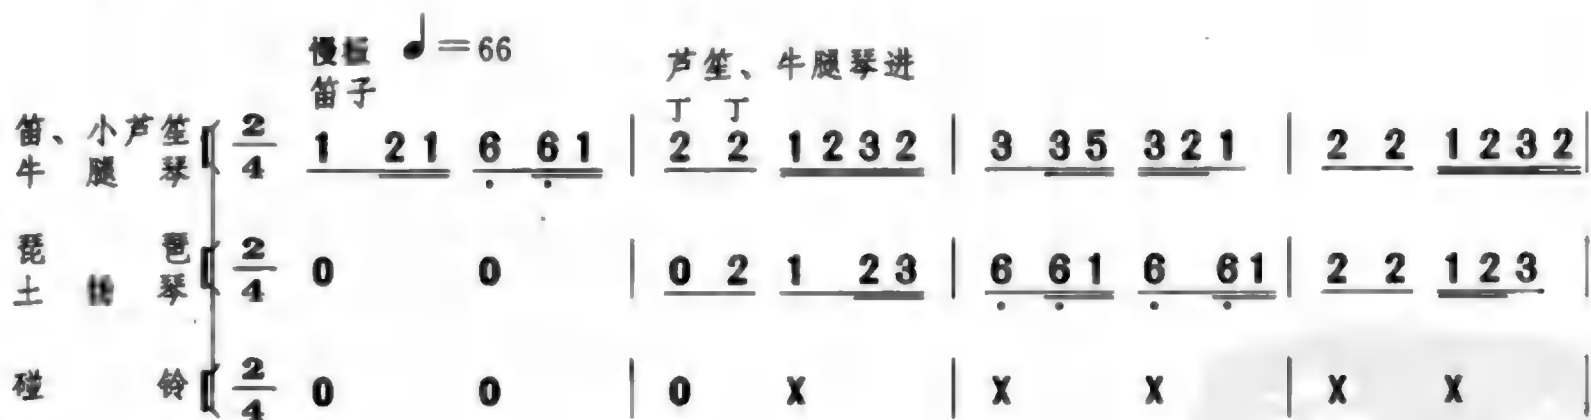 慢板 ♩=66
笛子
芦笙、牛腿琴进
丁 丁
笛、小芦笙 2/4 1 21 6 61 | 2 2 1232 | 3 35 321 | 2 2 1232 |
牛腿琴
琵琶 2/4 0 0 | 0 2 1 23 | 6 61 6 61 | 2 2 123 |
土 琴
碰铃 2/4 0 0 | 0 X | X X | X X |